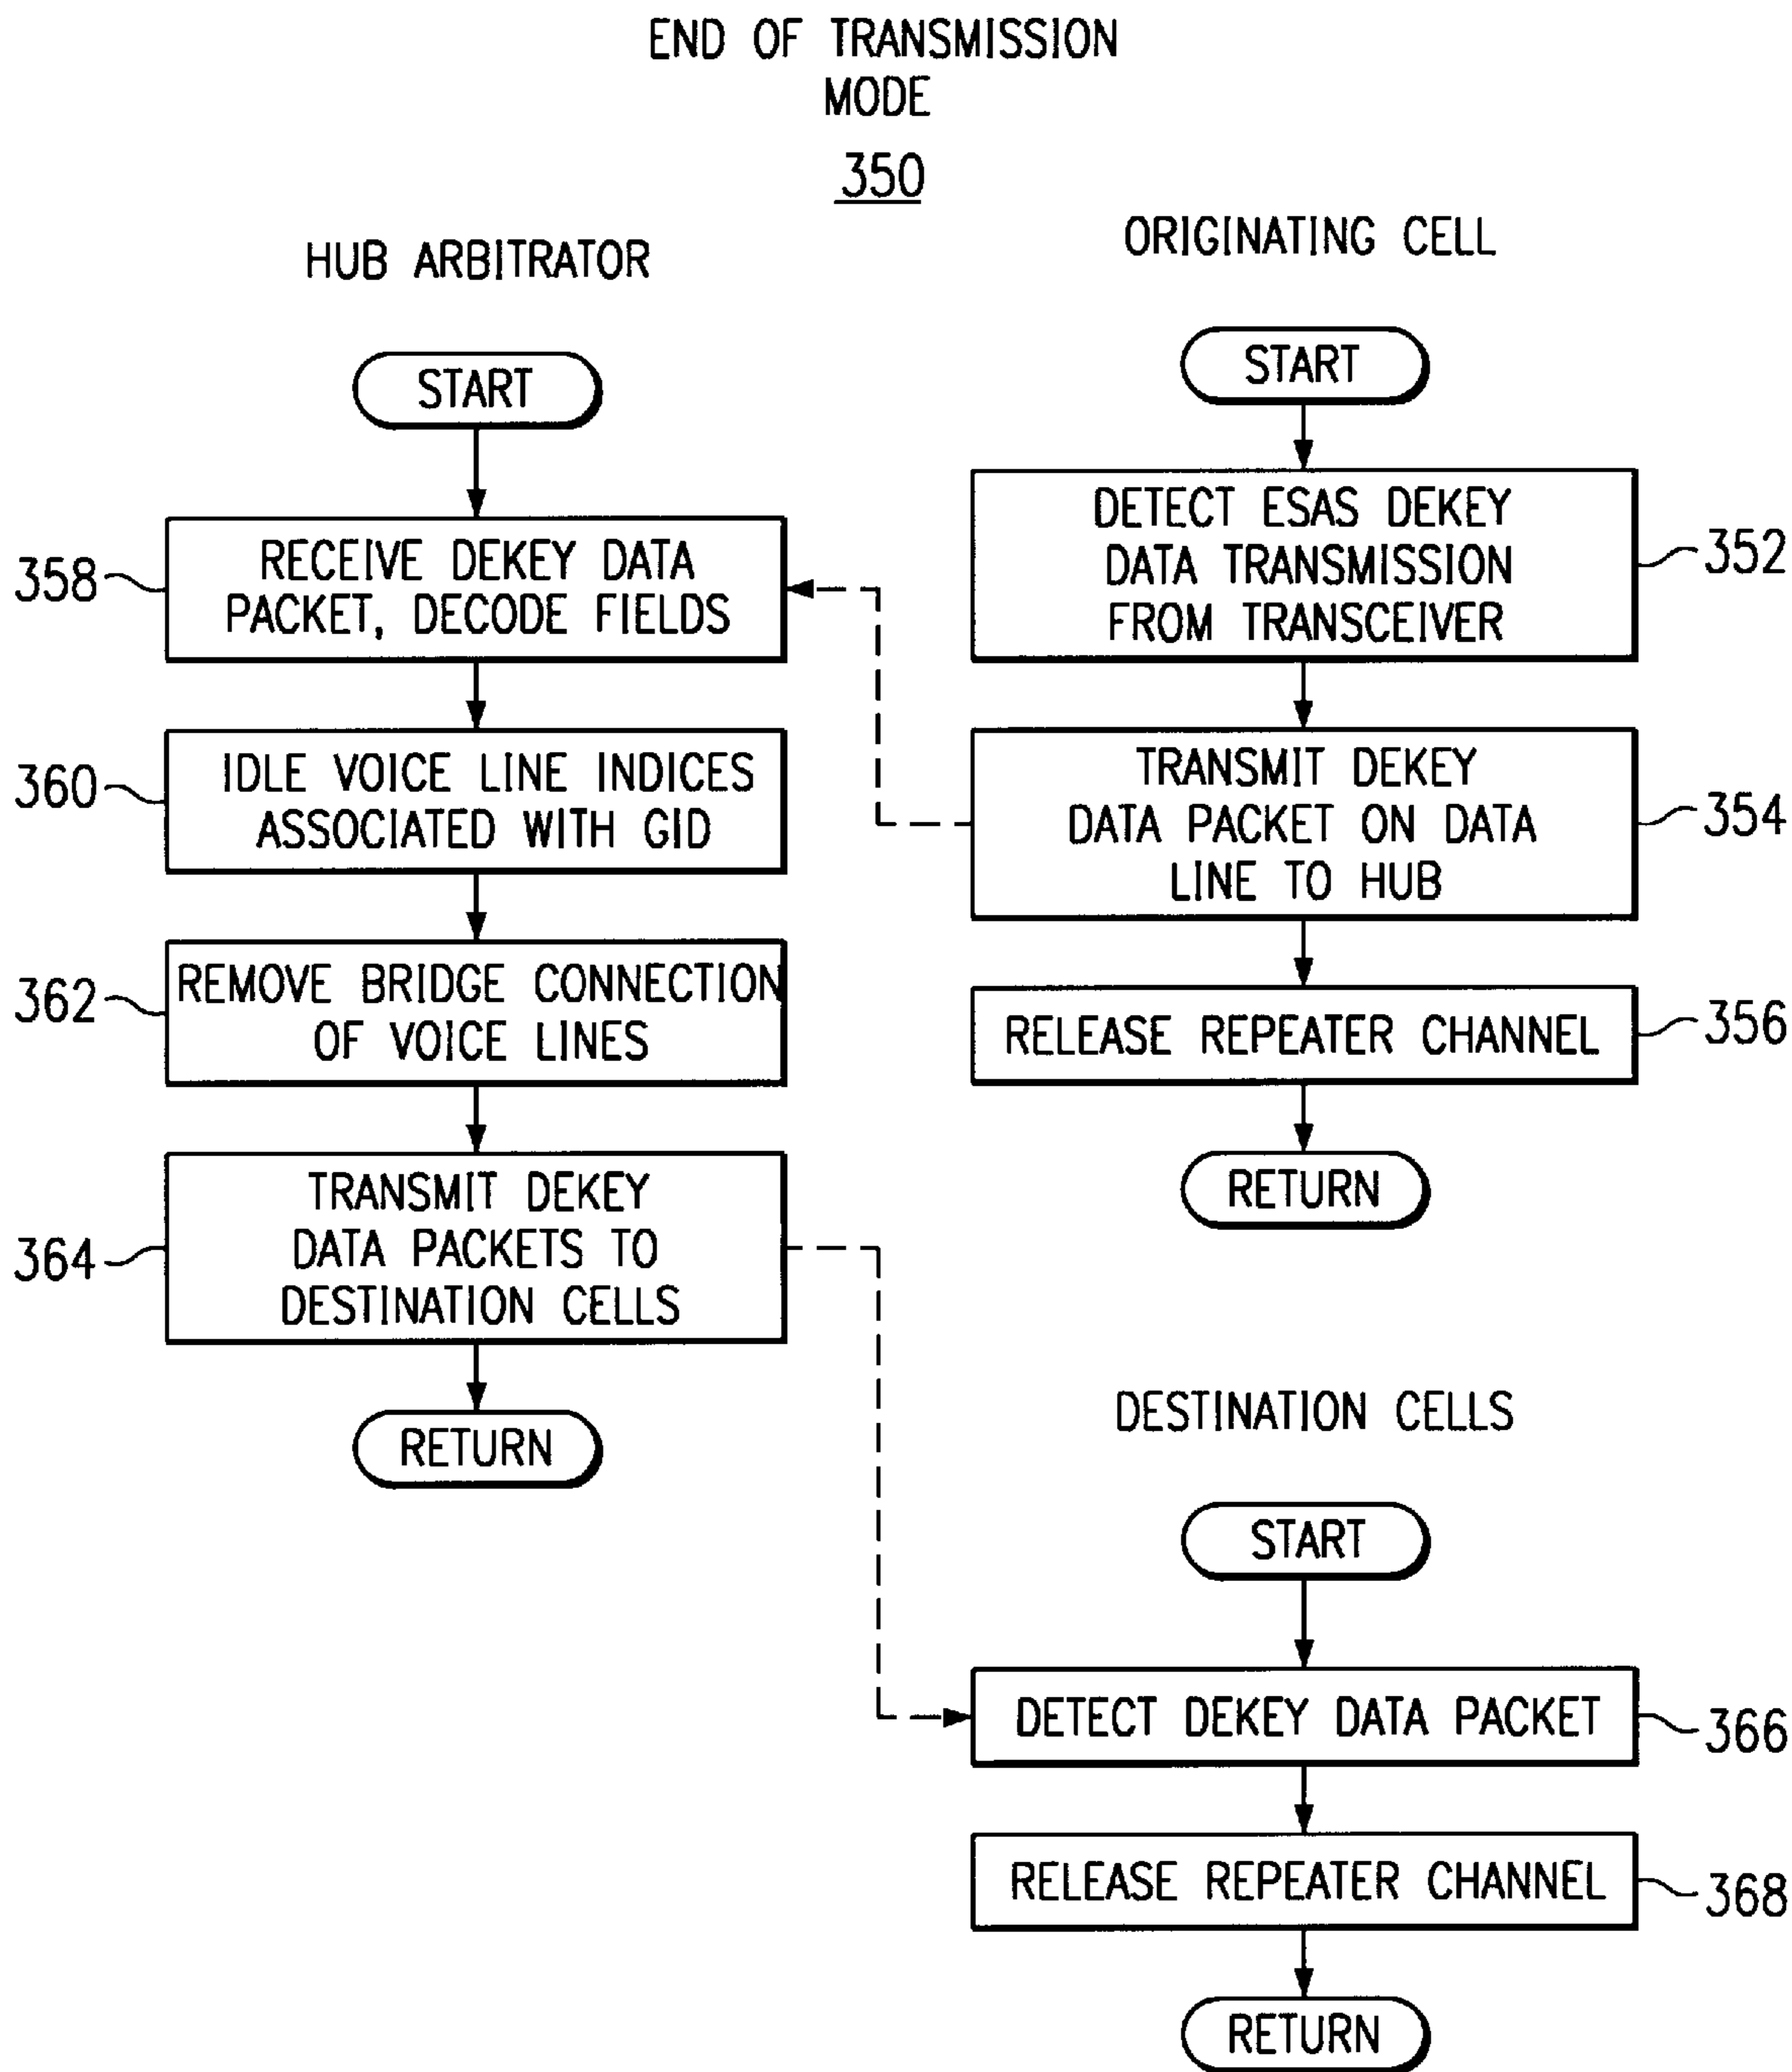 END OF TRANSMISSION
MODE
350
HUB ARBITRATOR
START
358
RECEIVE DEKEY DATA
PACKET, DECODE FIELDS
360
IDLE VOICE LINE INDICES
ASSOCIATED WITH GID
362
REMOVE BRIDGE CONNECTION
OF VOICE LINES
364
TRANSMIT DEKEY
DATA PACKETS TO
DESTINATION CELLS
RETURN
ORIGINATING CELL
START
DETECT ESAS DEKEY
DATA TRANSMISSION
FROM TRANSCEIVER
352
TRANSMIT DEKEY
DATA PACKET ON DATA
LINE TO HUB
354
RELEASE REPEATER CHANNEL
356
RETURN
DESTINATION CELLS
START
DETECT DEKEY DATA PACKET
366
RELEASE REPEATER CHANNEL
368
RETURN